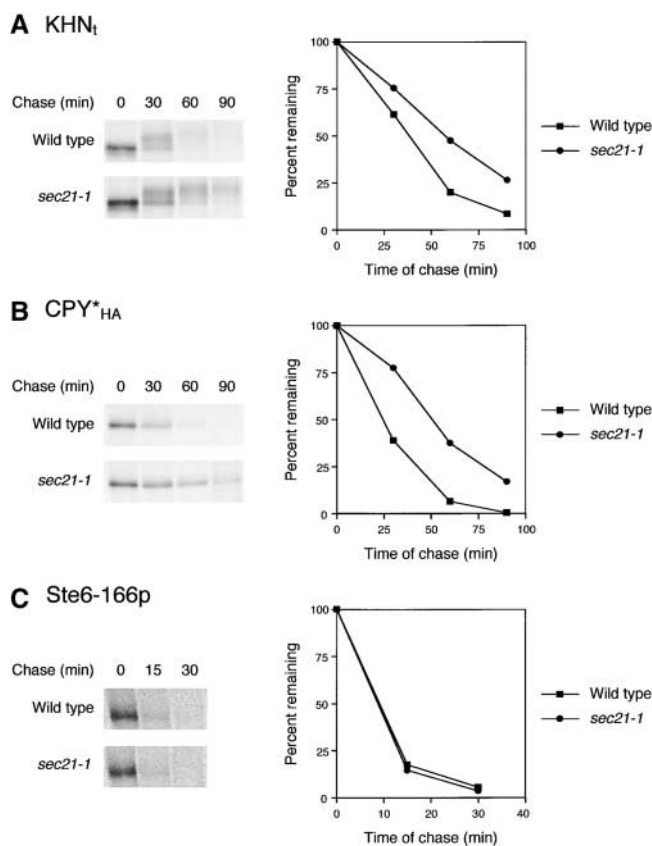 A KHNt
Chase (min) 0 30 60 90
Wild type
sec21-1
Percent remaining
100
75
50
25
0
0 25 50 75 100
Time of chase (min)
Wild type
sec21-1
B CPY*HA
Chase (min) 0 30 60 90
Wild type
sec21-1
Percent remaining
100
75
50
25
0
0 25 50 75 100
Time of chase (min)
Wild type
sec21-1
C Ste6-166p
Chase (min) 0 15 30
Wild type
sec21-1
Percent remaining
100
75
50
25
0
0 10 20 30 40
Time of chase (min)
Wild type
sec21-1